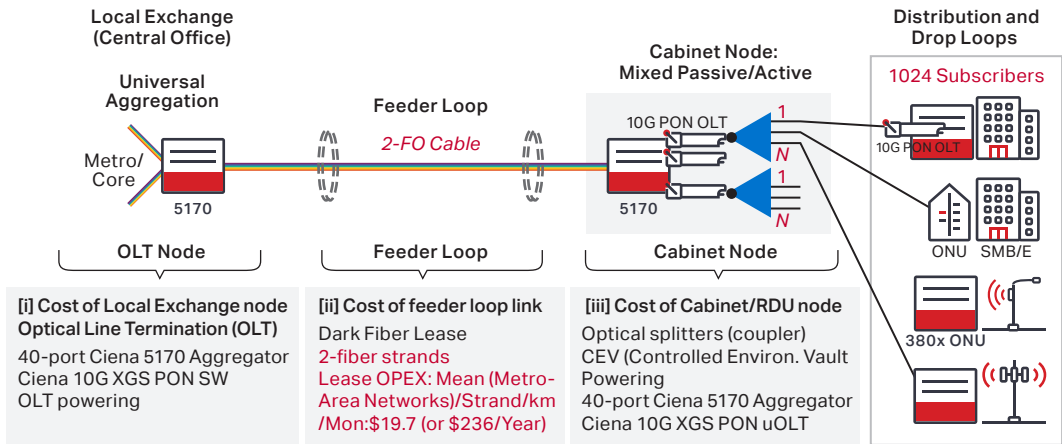 Local Exchange
(Central Office)
Universal
Aggregation
Metro/
Core
5170
Feeder Loop
2-FO Cable
Cabinet Node:
Mixed Passive/Active
10G PON OLT
5170
1
N
1
N
Distribution and
Drop Loops
1024 Subscribers
10G PON OLT
ONU
SMB/E
380x ONU
OLT Node
Feeder Loop
Cabinet Node
[i] Cost of Local Exchange node
Optical Line Termination (OLT)
40-port Ciena 5170 Aggregator
Ciena 10G XGS PON SW
OLT powering
[ii] Cost of feeder loop link
Dark Fiber Lease
2-fiber strands
Lease OPEX: Mean (Metro-
Area Networks)/Strand/km
/Mon:$19.7 (or $236/Year)
[iii] Cost of Cabinet/RDU node
Optical splitters (coupler)
CEV (Controlled Environ. Vault
Powering
40-port Ciena 5170 Aggregator
Ciena 10G XGS PON uOLT